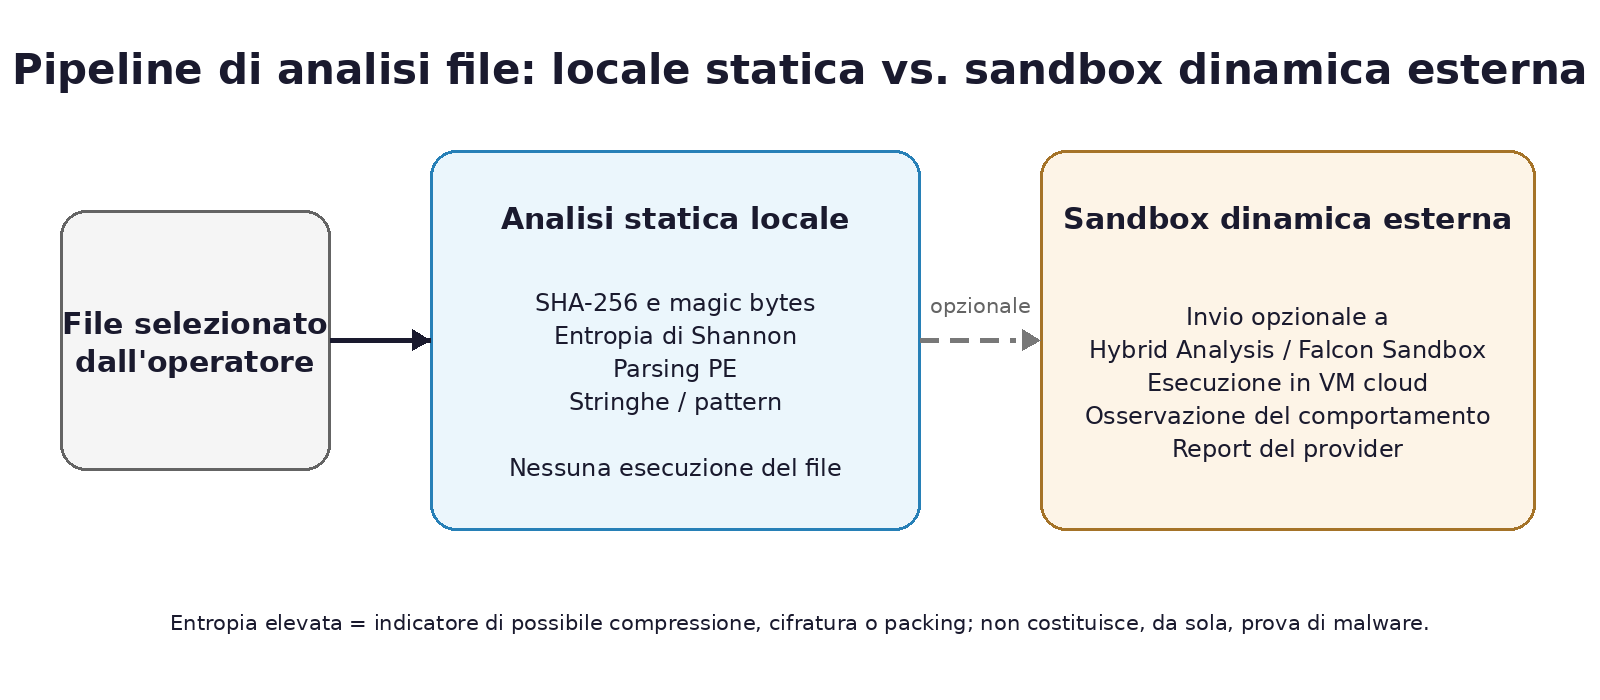 Pipeline di analisi file: locale statica vs. sandbox dinamica esterna
File selezionato
dall'operatore
Analisi statica locale
SHA-256 e magic bytes
Entropia di Shannon
Parsing PE
Stringhe / pattern
Nessuna esecuzione del file
opzionale
Sandbox dinamica esterna
Invio opzionale a
Hybrid Analysis / Falcon Sandbox
Esecuzione in VM cloud
Osservazione del comportamento
Report del provider
Entropia elevata = indicatore di possibile compressione, cifratura o packing; non costituisce, da sola, prova di malware.